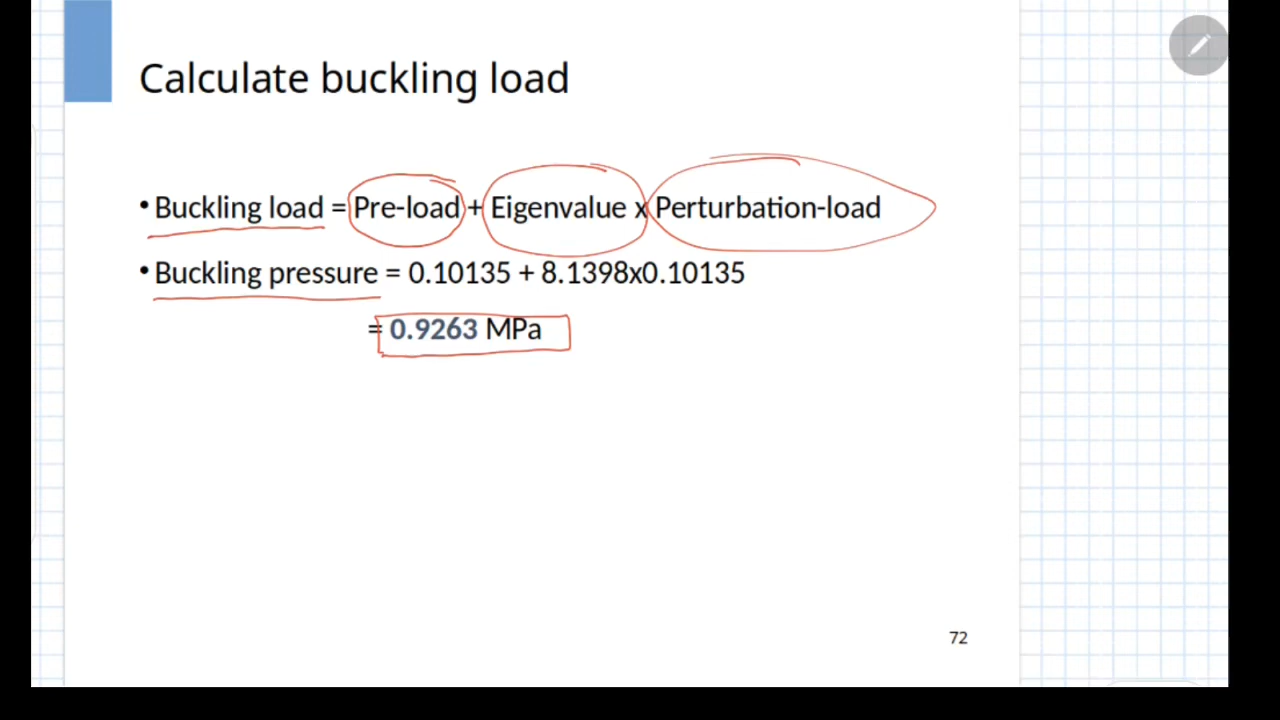 Calculate buckling load
• Buckling load = Pre-load + Eigenvalue x Perturbation-load
• Buckling pressure = 0.10135 + 8.1398x0.10135
= 0.9263 MPa
72